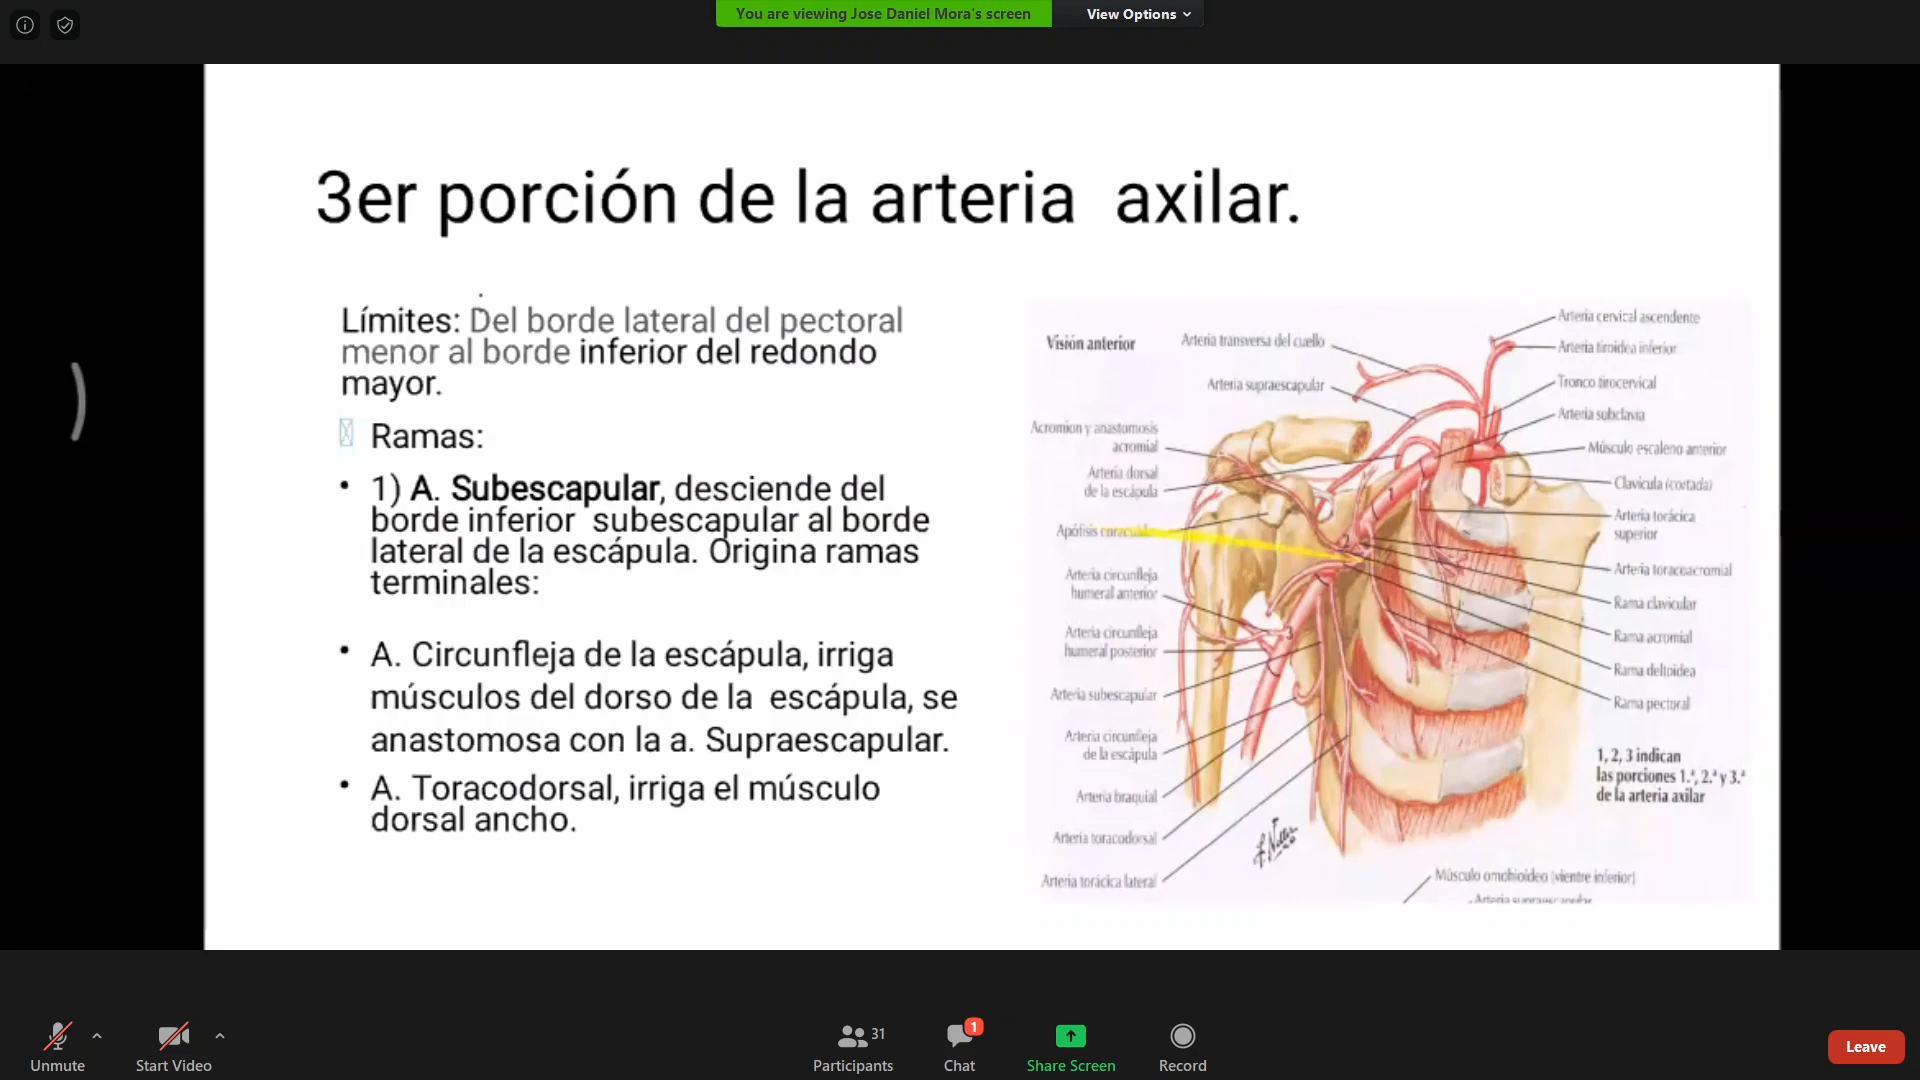 You are viewing Jose Daniel Mora's screen
View Options
3er porción de la arteria axilar.
Límites: Del borde lateral del pectoral
menor al borde inferior del redondo
mayor.
Ramas:
• 1) A. Subescapular, desciende del
borde inferior subescapular al borde
lateral de la escápula. Origina ramas
terminales:
• A. Circunfleja de la escápula, irriga
músculos del dorso de la escápula, se
anastomosa con la a. Supraescapular.
• A. Toracodorsal, irriga el músculo
dorsal ancho.
Visión anterior
Arteria transversa del cuello
Arteria supraescapular
Acromion y anastomosis
acromial
Arteria dorsal
de la escápula
Apófisis
Arteria circunfleja
humeral anterior
Arteria circunfleja
humeral posterior
Arteria subescapular
Arteria circunfleja
de la escápula
Arteria braquial
Arteria toracodorsal
Arteria torácica lateral
Arteria cervical ascendente
Arteria tiroidea inferior
Tronco tirocervical
Arteria subclavia
Músculo escaleno anterior
Clavícula (cortada)
Arteria torácica
superior
Arteria toracoacromial
Rama clavicular
Rama acromial
Rama deltoidea
Rama pectoral
1
2
3
1, 2, 3 indican
las porciones 1.ª, 2.ª y 3.ª
de la arteria axilar
F. Netter
Músculo omohioideo (vientre inferior)
Arteria supraescapular
Unmute
Start Video
Participants
31
Chat
1
Share Screen
Record
Leave